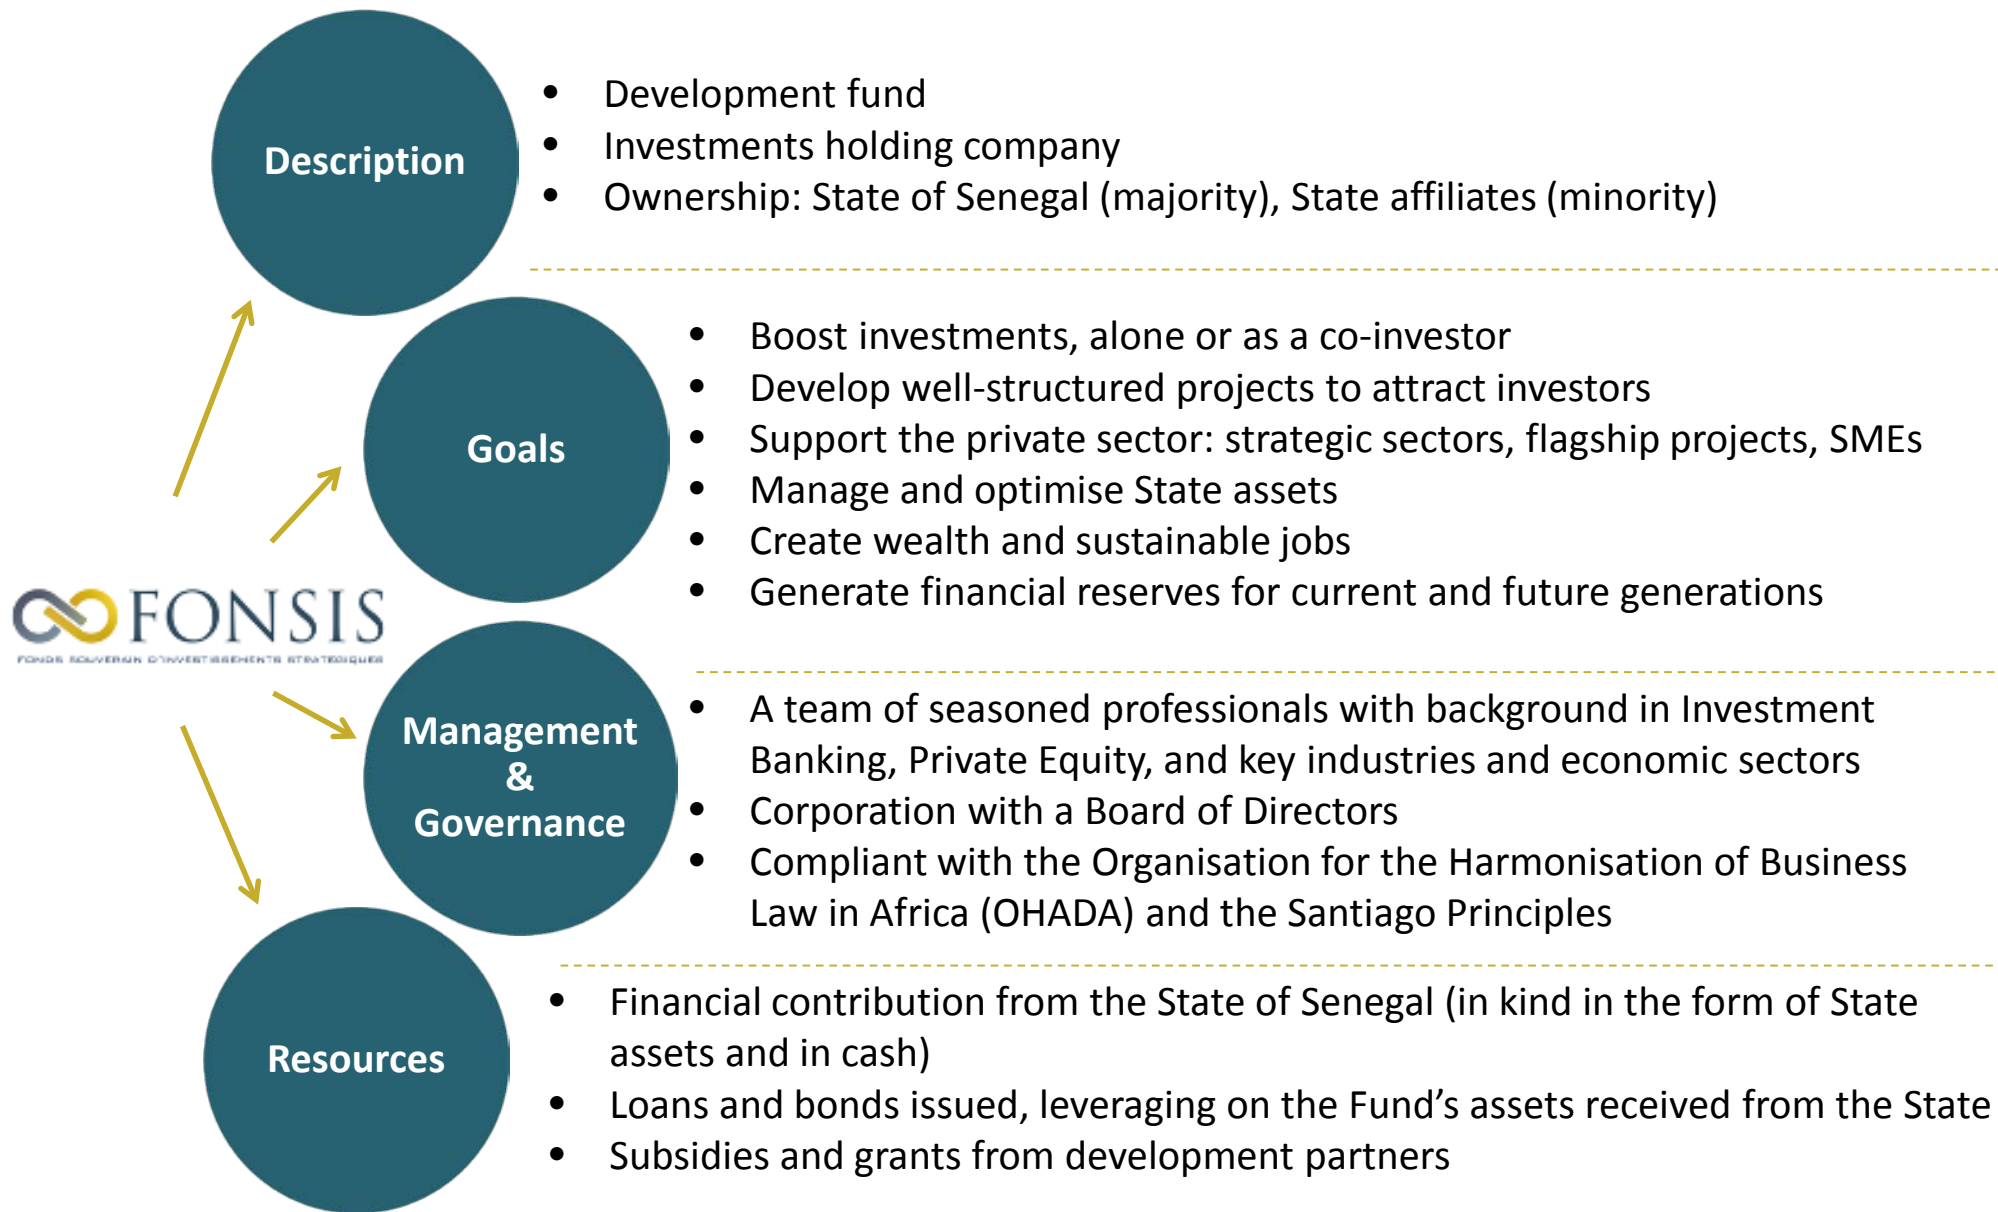 Description
• Development fund
• Investments holding company
• Ownership: State of Senegal (majority), State affiliates (minority)
Goals
• Boost investments, alone or as a co-investor
• Develop well-structured projects to attract investors
• Support the private sector: strategic sectors, flagship projects, SMEs
• Manage and optimise State assets
• Create wealth and sustainable jobs
• Generate financial reserves for current and future generations
FONSIS
FONDS SOUVERAIN D'INVESTISSEMENTS STRATEGIQUES
Management
&
Governance
• A team of seasoned professionals with background in Investment
Banking, Private Equity, and key industries and economic sectors
• Corporation with a Board of Directors
• Compliant with the Organisation for the Harmonisation of Business
Law in Africa (OHADA) and the Santiago Principles
Resources
• Financial contribution from the State of Senegal (in kind in the form of State
assets and in cash)
• Loans and bonds issued, leveraging on the Fund’s assets received from the State
• Subsidies and grants from development partners